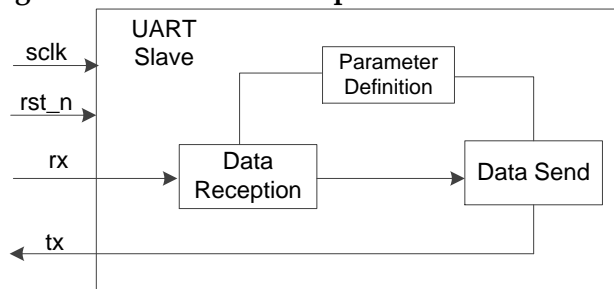 UART
Slave
sclk
Parameter
Definition
rst_n
rx
Data
Reception
Data Send
tx